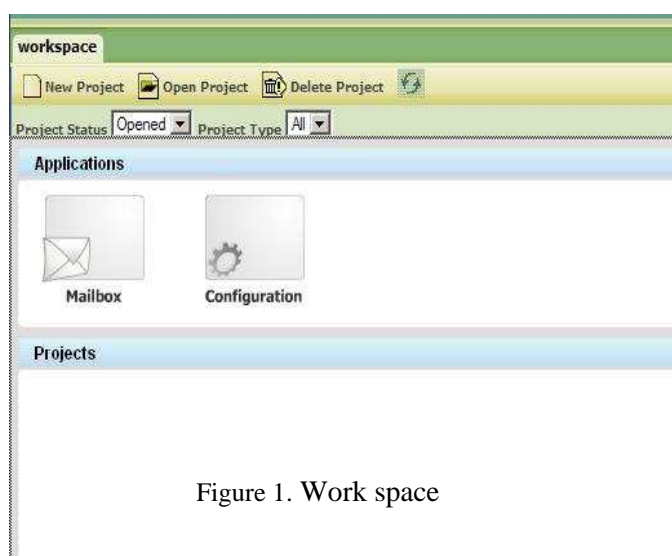 workspace
New Project Open Project Delete Project
Project Status Opened Project Type All
Applications
Mailbox Configuration
Projects
Figure 1. Work space